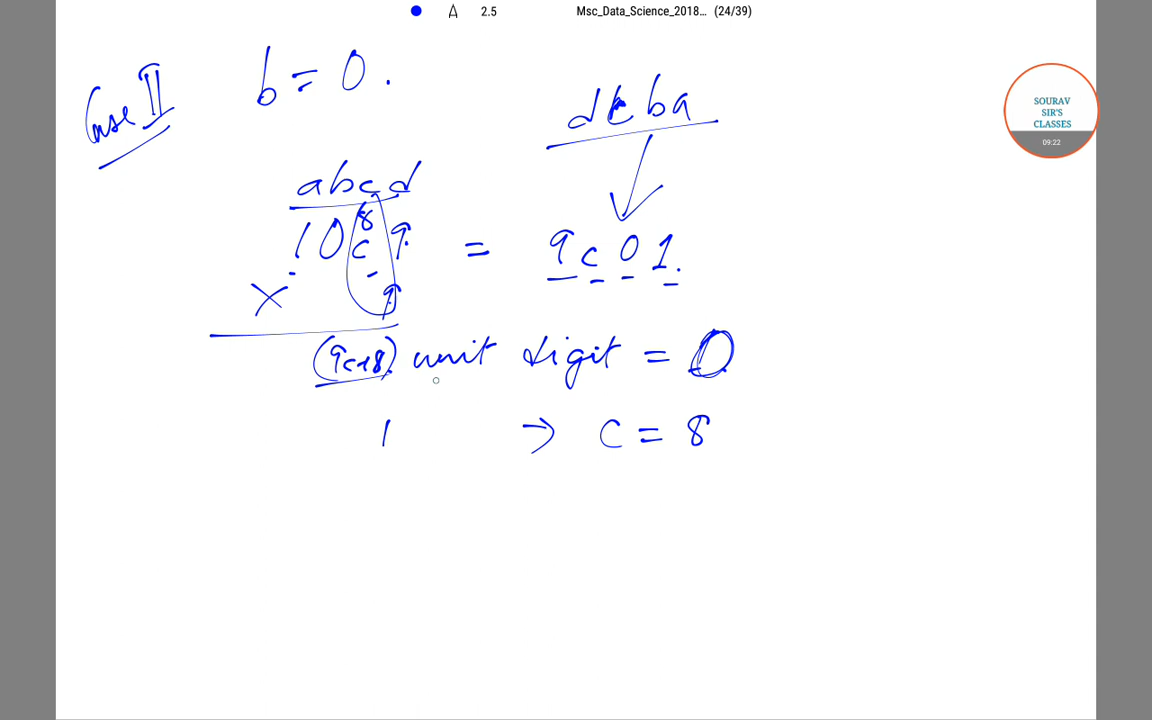 2.5 Msc_Data_Science_2018... (24/39)
Case II b = 0.
dcba
SOURAV
SIR'S
CLASSES
09:22
abcd
8
10c9 = 9c01.
× 9
(9c+8) unit digit = 0
1 ⇒ c = 8